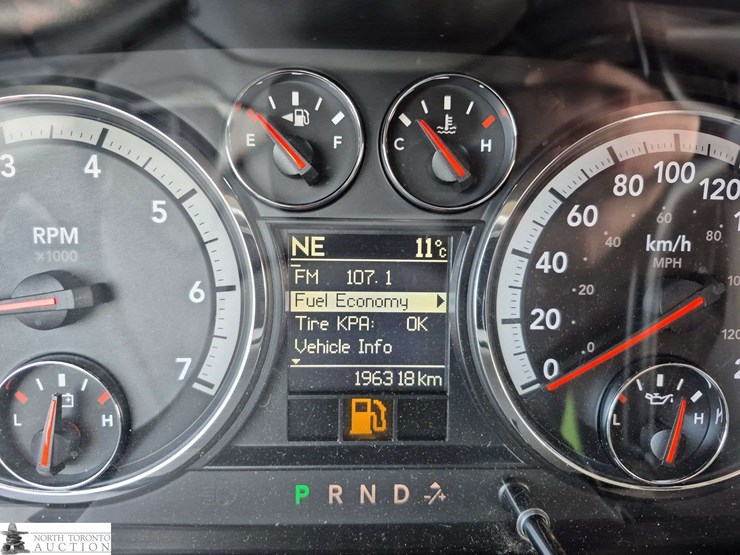 E F
C H
3 4 5 6 7
RPM
x1000
NE 11°C
FM 107.1
Fuel Economy
Tire KPA: OK
Vehicle Info
196318km
0 20 40 60 80 100 120
.0 .20 40 60 80
km/h
MPH
L H
L H
P R N D
NORTH TORONTO
AUCTION